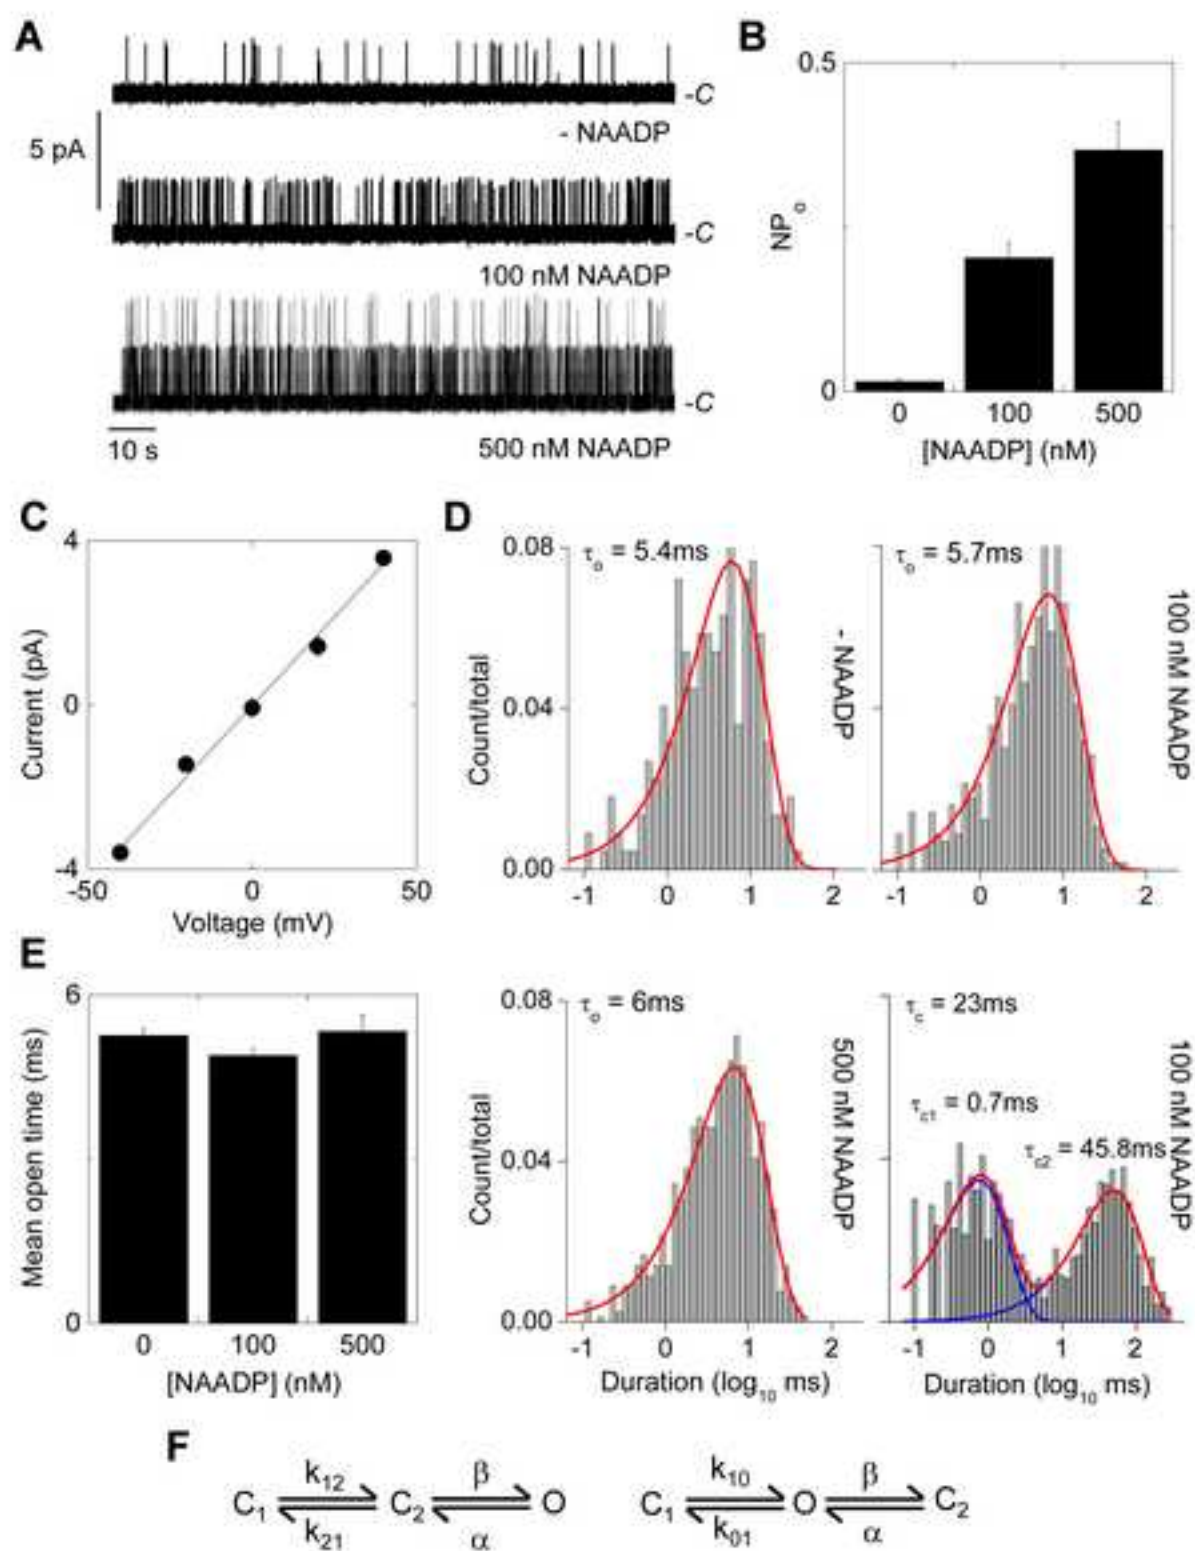 A
-C
- NAADP
5 pA
-C
100 nM NAADP
-C
10 s
500 nM NAADP
B
0.5
NPo
0
0 100 500
[NAADP] (nM)
C
4
Current (pA)
0
-4
-50 0 50
Voltage (mV)
D
0.08
τo = 5.4ms
Count/total
0.04
- NAADP
0.00
-1 0 1 2
τo = 5.7ms
100 nM NAADP
-1 0 1 2
E
6
Mean open time (ms)
0
0 100 500
[NAADP] (nM)
0.08
τo = 6ms
Count/total
0.04
500 nM NAADP
0.00
-1 0 1 2
Duration (log10 ms)
τc = 23ms
τc1 = 0.7ms
τc2 = 45.8ms
100 nM NAADP
-1 0 1 2
Duration (log10 ms)
F
k12 β k10 β
C1 C2 O C1 O C2
k21 α k01 α